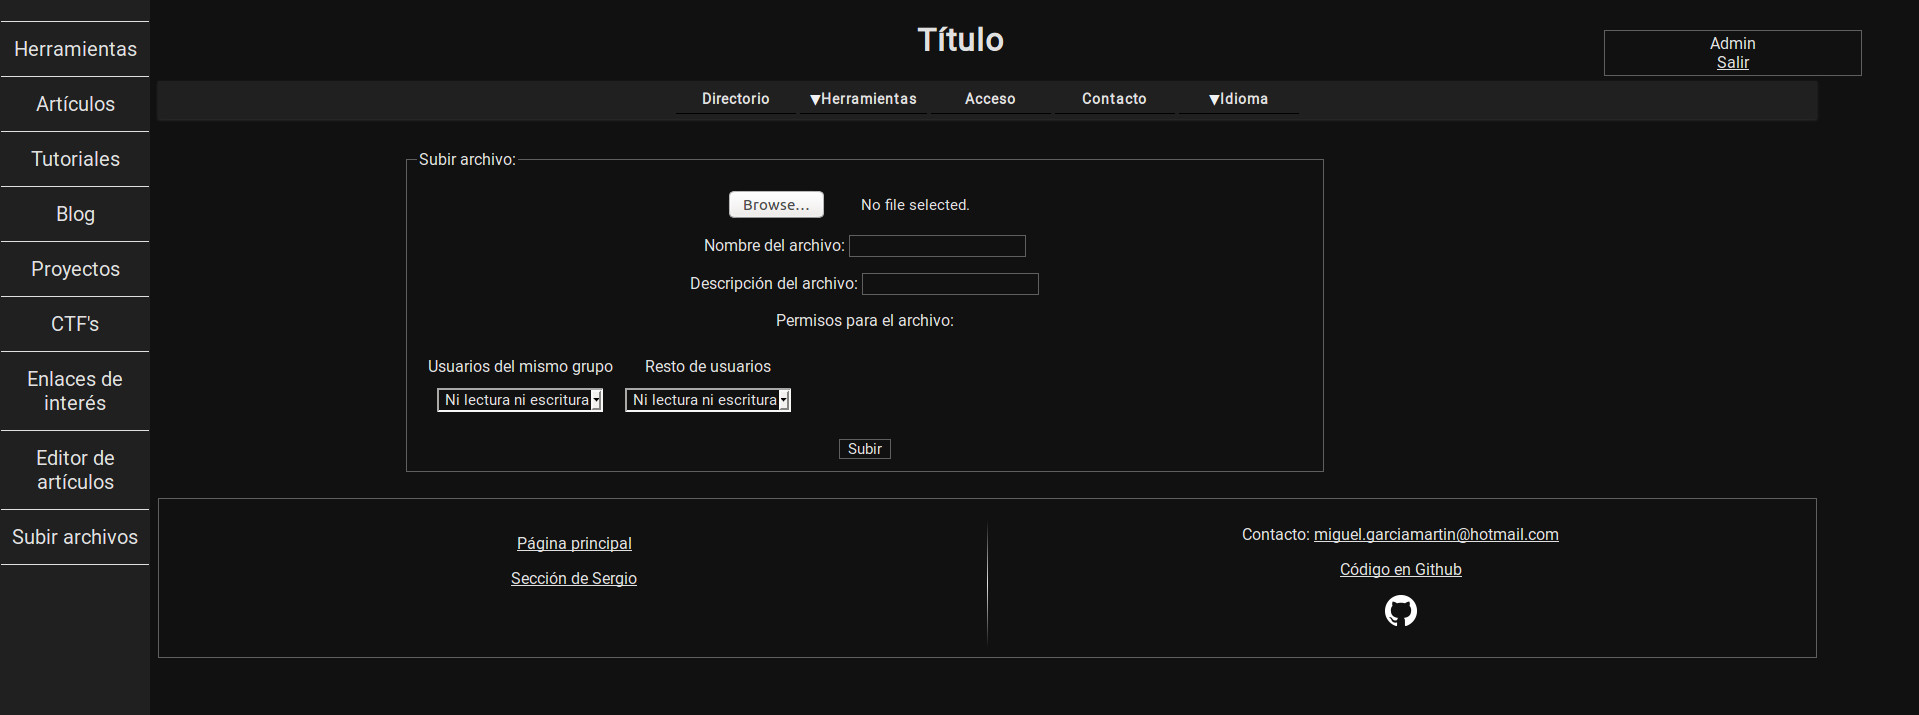 Herramientas
Artículos
Tutoriales
Blog
Proyectos
CTF's
Enlaces de
interés
Editor de
artículos
Subir archivos
Título
Admin
Salir
Directorio ▼Herramientas Acceso Contacto ▼Idioma
Subir archivo:
Browse... No file selected.
Nombre del archivo:
Descripción del archivo:
Permisos para el archivo:
Usuarios del mismo grupo Resto de usuarios
Ni lectura ni escritura Ni lectura ni escritura
Subir
Página principal
Sección de Sergio
Contacto: miguel.garciamartin@hotmail.com
Código en Github